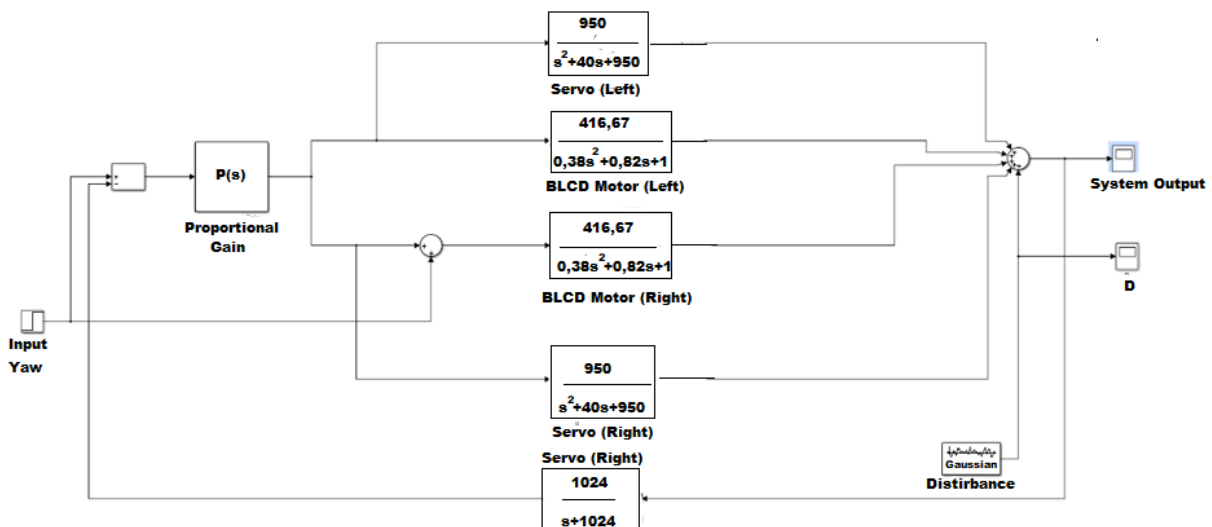 950
s²+40s+950
Servo (Left)
416,67
0,38s²+0,82s+1
BLCD Motor (Left)
P(s)
Proportional
Gain
System Output
416,67
0,38s²+0,82s+1
BLCD Motor (Right)
D
Input
Yaw
950
s²+40s+950
Servo (Right)
Servo (Right)
Gaussian
Distirbance
1024
s+1024